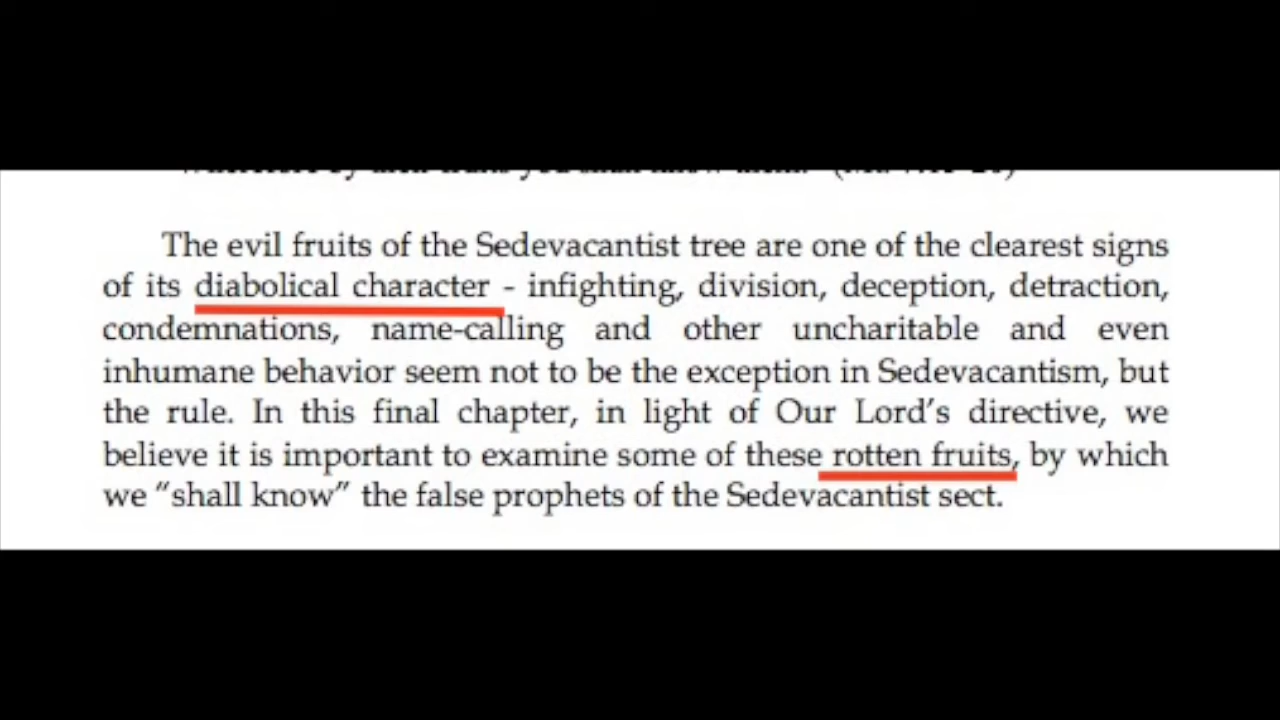 The evil fruits of the Sedevacantist tree are one of the clearest signs
of its diabolical character - infighting, division, deception, detraction,
condemnations, name-calling and other uncharitable and even
inhumane behavior seem not to be the exception in Sedevacantism, but
the rule. In this final chapter, in light of Our Lord's directive, we
believe it is important to examine some of these rotten fruits, by which
we “shall know” the false prophets of the Sedevacantist sect.